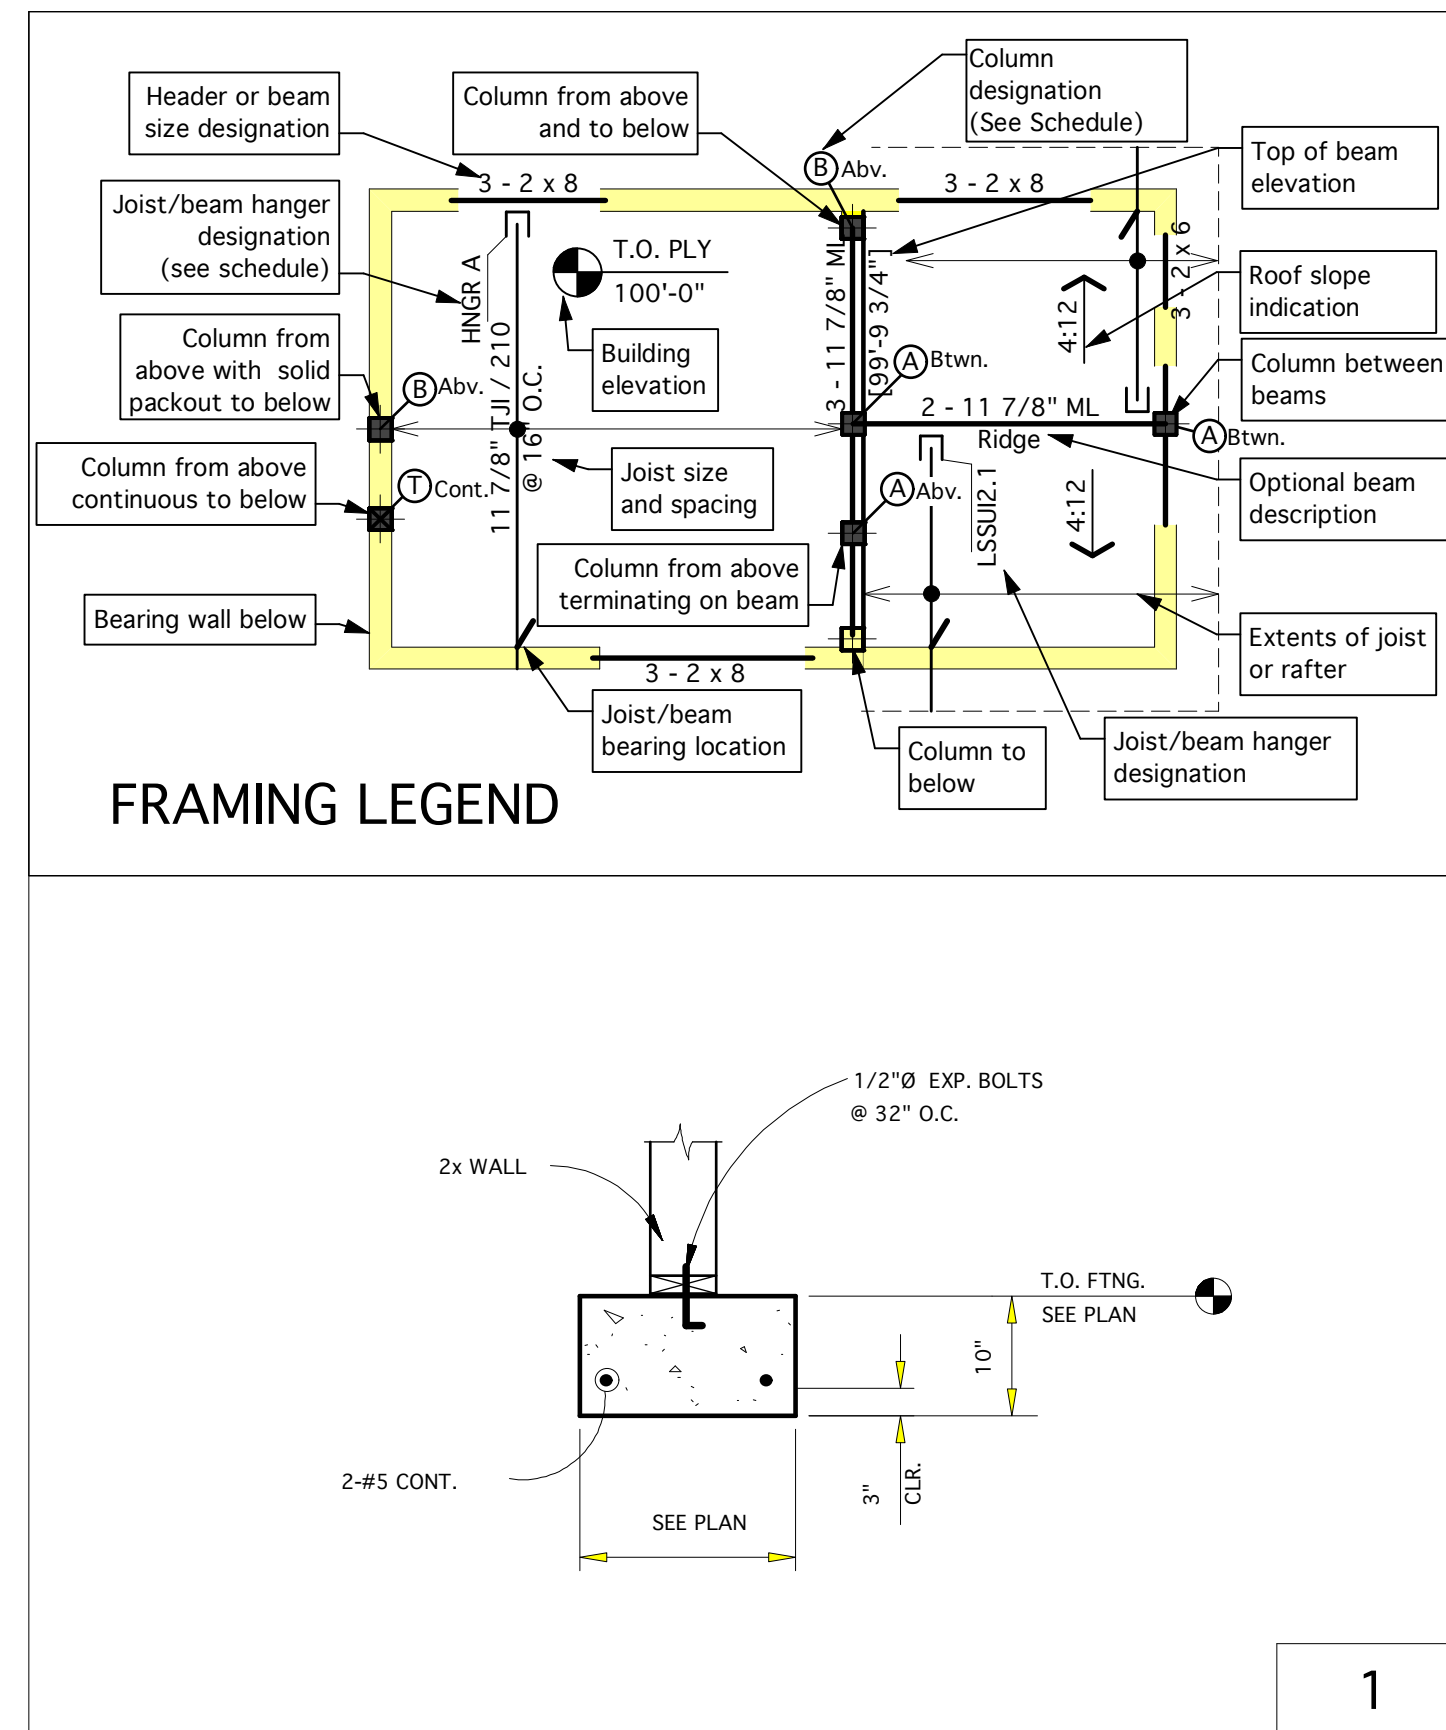 Column
designation
(See Schedule)
Header or beam
size designation
Column from above
and to below
Top of beam
elevation
B Abv.
3 - 2 x 8
3 - 2 x 8
Joist/beam hanger
designation
(see schedule)
HNGR A
T.O. PLY
100'-0"
3 - 11 7/8" ML
[99'-9 3/4"]
3 - 2 x 6
4:12
Roof slope
indication
Column from
above with solid
packout to below
B Abv.
11 7/8" TJI / 210
@ 16" O.C.
Building
elevation
A Btwn.
2 - 11 7/8" ML
Ridge
Column between
beams
A Btwn.
Column from above
continuous to below
T Cont.
Joist size
and spacing
A Abv.
LSSUI2.1
4:12
Optional beam
description
Column from above
terminating on beam
Bearing wall below
3 - 2 x 8
Extents of joist
or rafter
Joist/beam
bearing location
Column to
below
Joist/beam hanger
designation
FRAMING LEGEND
1/2"Ø EXP. BOLTS
@ 32" O.C.
2x WALL
T.O. FTNG.
SEE PLAN
10"
3"
CLR.
2-#5 CONT.
SEE PLAN
1